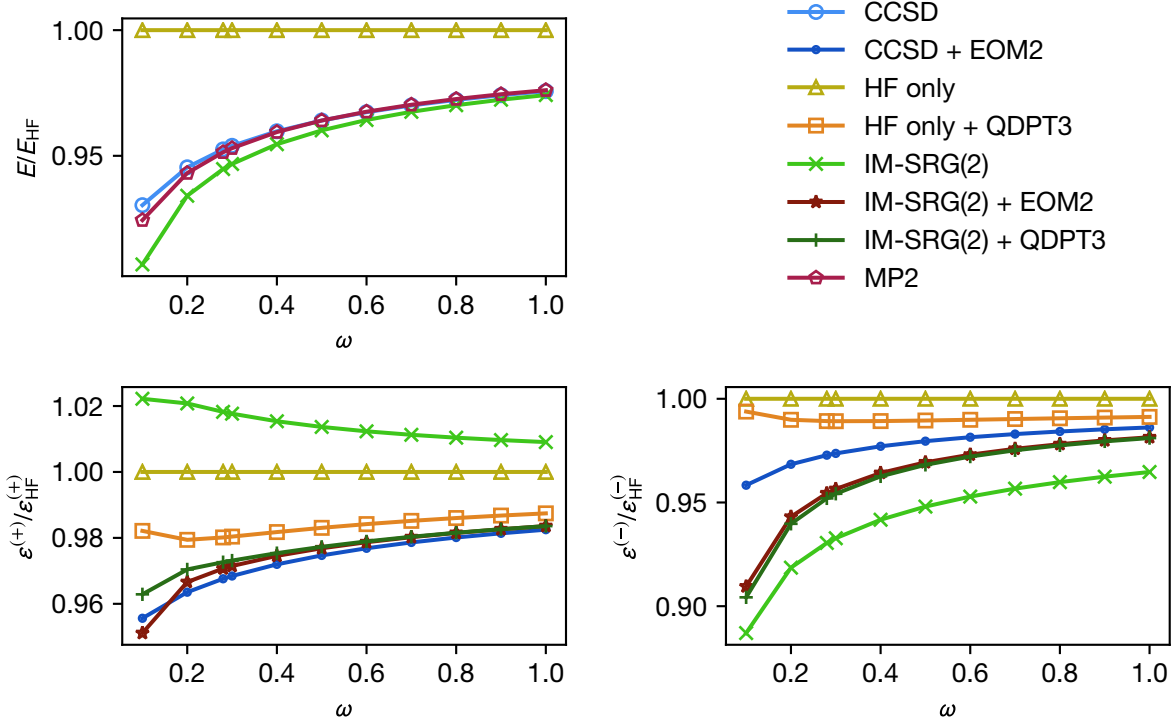 1.00
0.95
E/E_HF
0.2 0.4 0.6 0.8 1.0
ω
CCSD
CCSD + EOM2
HF only
HF only + QDPT3
IM-SRG(2)
IM-SRG(2) + EOM2
IM-SRG(2) + QDPT3
MP2
1.02
1.00
0.98
0.96
ε^(+)/ε_HF^(+)
0.2 0.4 0.6 0.8 1.0
ω
1.00
0.95
0.90
ε^(−)/ε_HF^(−)
0.2 0.4 0.6 0.8 1.0
ω